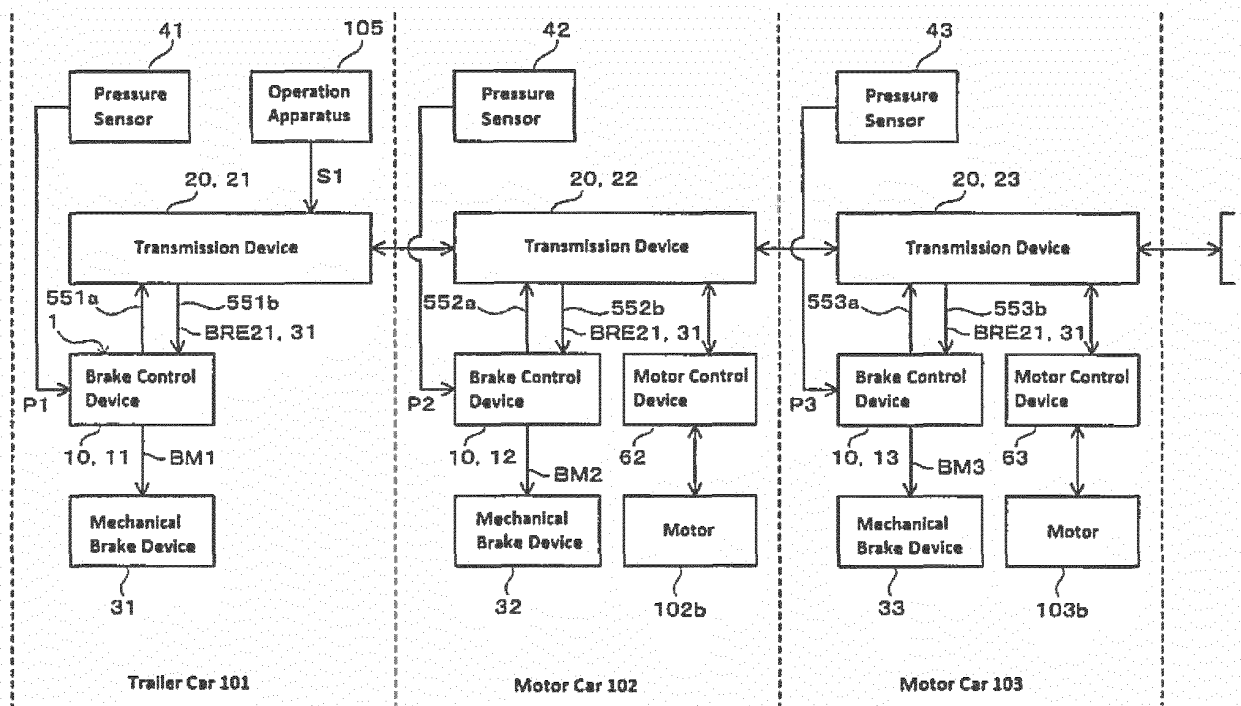 41
105
42
43
Pressure
Sensor
Operation
Apparatus
Pressure
Sensor
Pressure
Sensor
S1
20, 21
20, 22
20, 23
Transmission Device
Transmission Device
Transmission Device
551a
551b
552a
552b
553a
553b
1
BRE21, 31
BRE21, 31
BRE21, 31
Brake Control
Device
Brake Control
Device
Motor Control
Device
Brake Control
Device
Motor Control
Device
P1
P2
P3
10, 11
BM1
10, 12
BM2
62
10, 13
BM3
63
Mechanical
Brake Device
Mechanical
Brake Device
Motor
Mechanical
Brake Device
Motor
31
32
102b
33
103b
Trailer Car 101
Motor Car 102
Motor Car 103